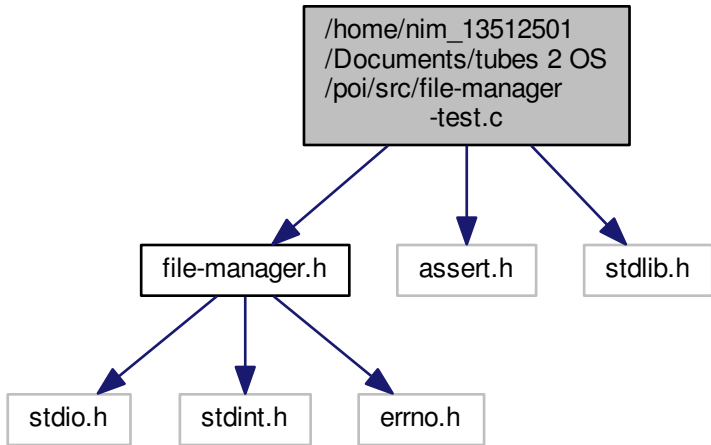 /home/nim_13512501
/Documents/tubes 2 OS
/poi/src/file-manager
-test.c
file-manager.h
assert.h
stdlib.h
stdio.h
stdint.h
errno.h